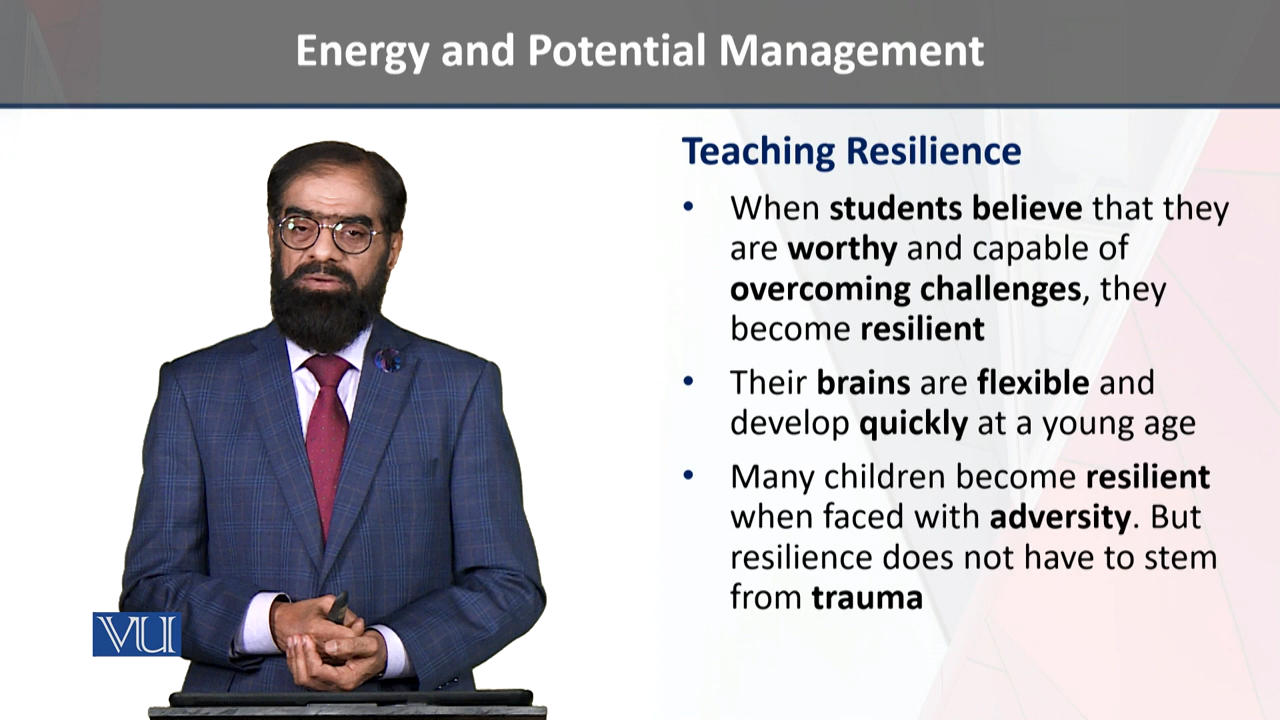 Energy and Potential Management
Teaching Resilience
• When students believe that they
are worthy and capable of
overcoming challenges, they
become resilient
• Their brains are flexible and
develop quickly at a young age
• Many children become resilient
when faced with adversity. But
resilience does not have to stem
from trauma
VU